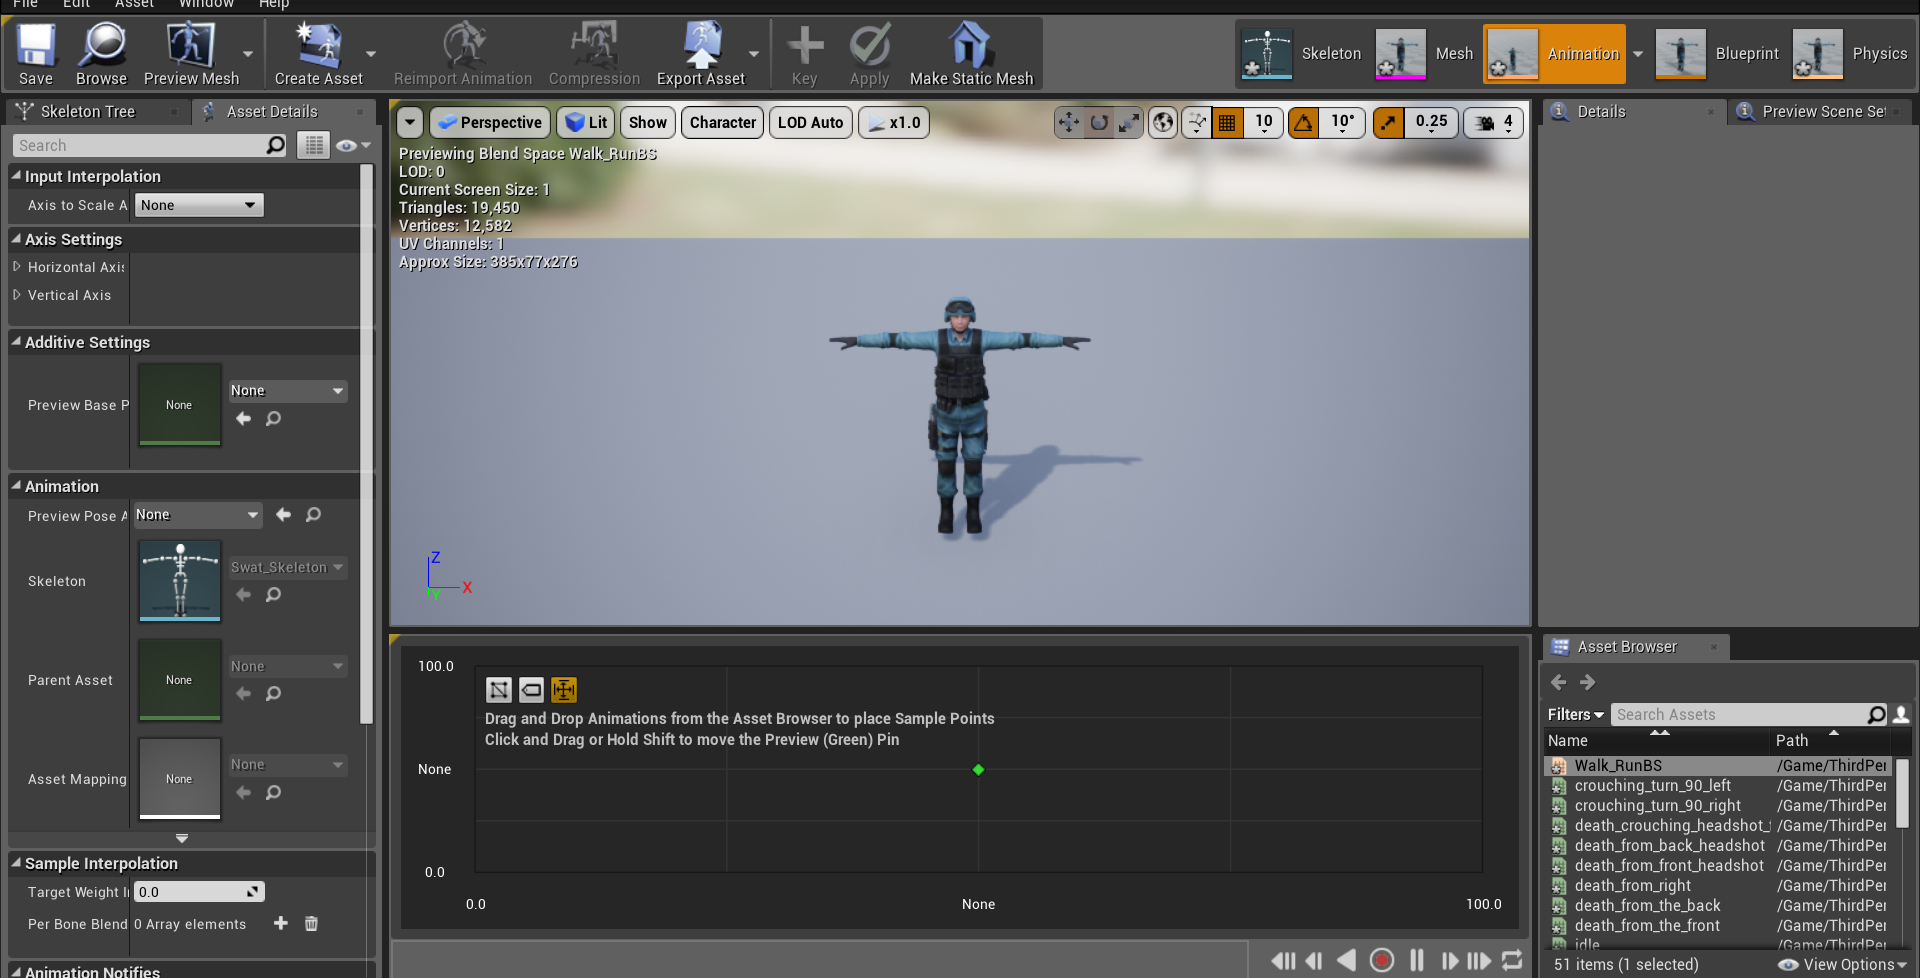 File Edit Asset Window Help
Save Browse Preview Mesh Create Asset Reimport Animation Compression Export Asset Key Apply Make Static Mesh Skeleton Mesh Animation Blueprint Physics
Skeleton Tree Asset Details
Search
Input Interpolation
Axis to Scale A None
Axis Settings
Horizontal Axis
Vertical Axis
Additive Settings
Preview Base P None None
Animation
Preview Pose A None
Skeleton Swat_Skeleton
Parent Asset None None
Asset Mapping None None
Sample Interpolation
Target Weight I 0.0
Per Bone Blend 0 Array elements
Animation Notifies
Perspective Lit Show Character LOD Auto x1.0 10 10° 0.25 4
Previewing Blend Space Walk_RunBS
LOD: 0
Current Screen Size: 1
Triangles: 19,450
Vertices: 12,582
UV Channels: 1
Approx Size: 385x77x276
Z
X
Y
100.0
Drag and Drop Animations from the Asset Browser to place Sample Points
Click and Drag or Hold Shift to move the Preview (Green) Pin
None
0.0
0.0 None 100.0
Details Preview Scene Set
Asset Browser
Filters Search Assets
Name Path
Walk_RunBS /Game/ThirdPer
crouching_turn_90_left /Game/ThirdPer
crouching_turn_90_right /Game/ThirdPer
death_crouching_headshot_ /Game/ThirdPer
death_from_back_headshot /Game/ThirdPer
death_from_front_headshot /Game/ThirdPer
death_from_right /Game/ThirdPer
death_from_the_back /Game/ThirdPer
death_from_the_front /Game/ThirdPer
idle /Game/ThirdPer
51 items (1 selected) View Options